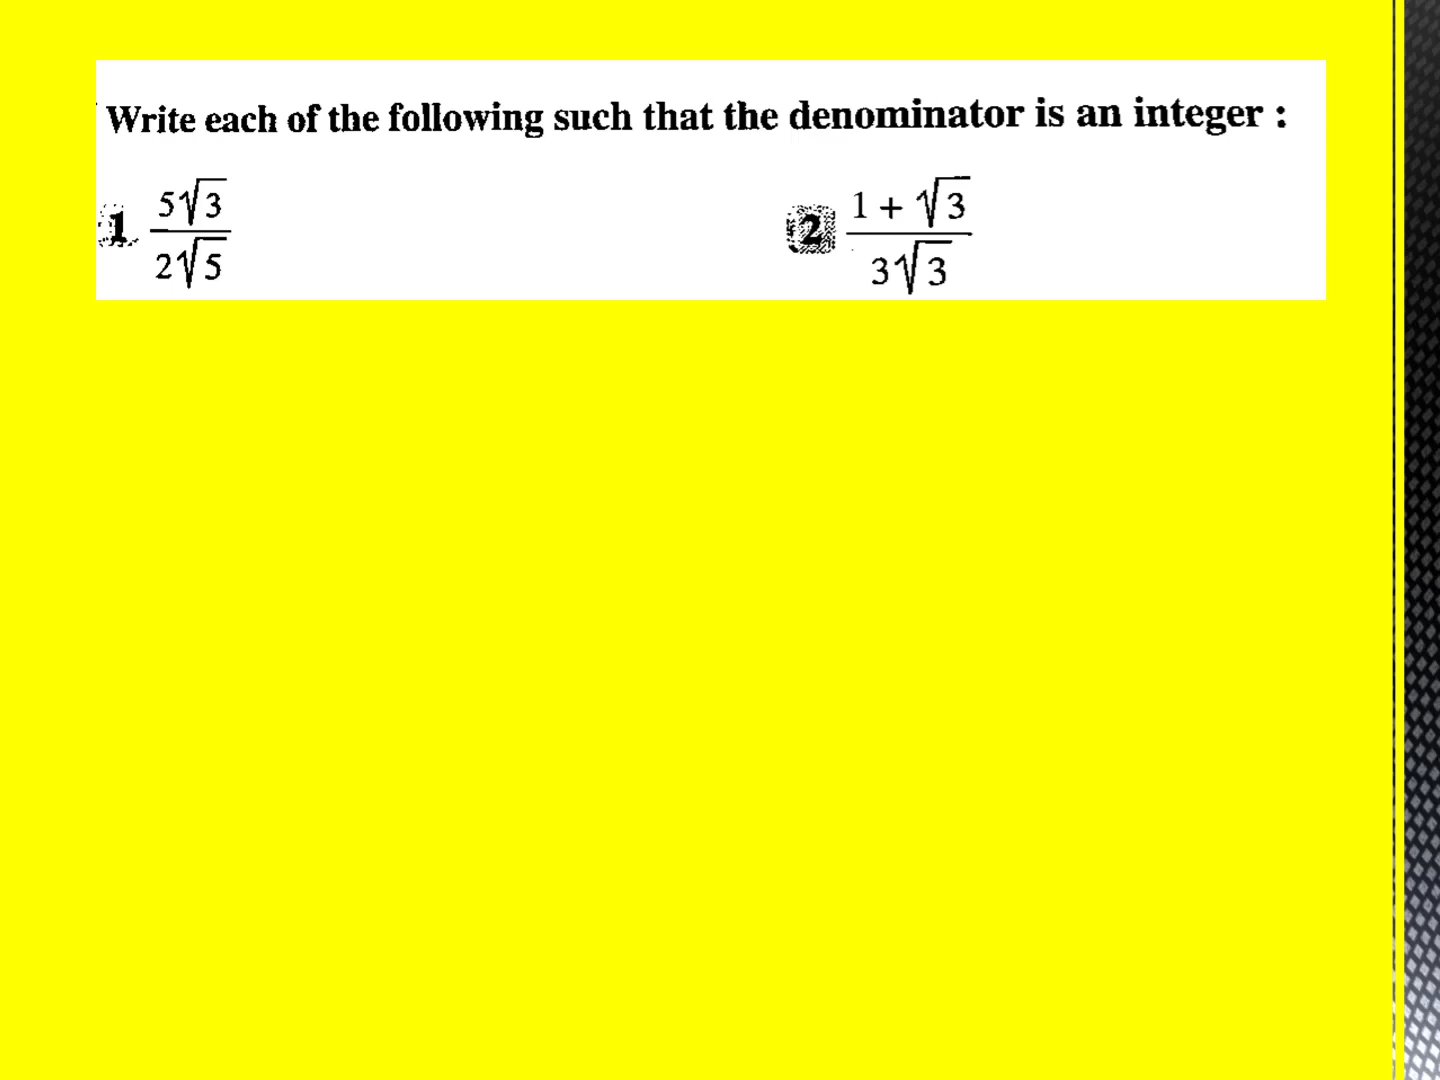 Write each of the following such that the denominator is an integer :
1 5√3 / 2√5 2 1 + √3 / 3√3